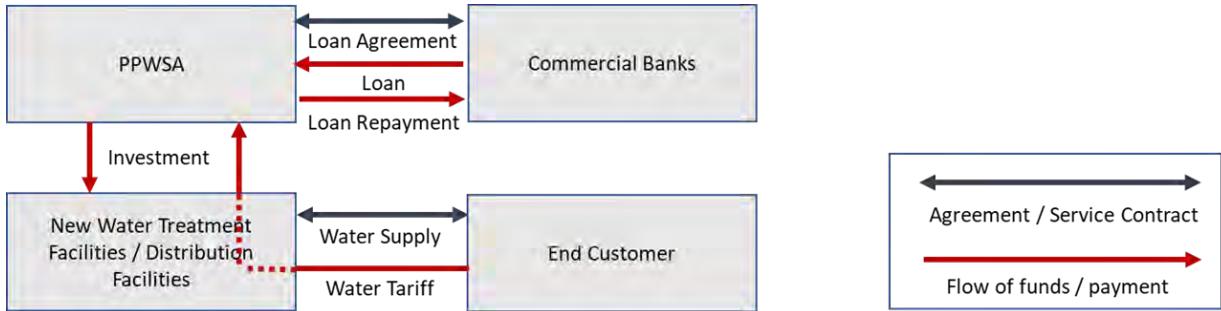 PPWSA
Loan Agreement
Loan
Loan Repayment
Commercial Banks
Investment
New Water Treatment
Facilities / Distribution
Facilities
Water Supply
Water Tariff
End Customer
Agreement / Service Contract
Flow of funds / payment